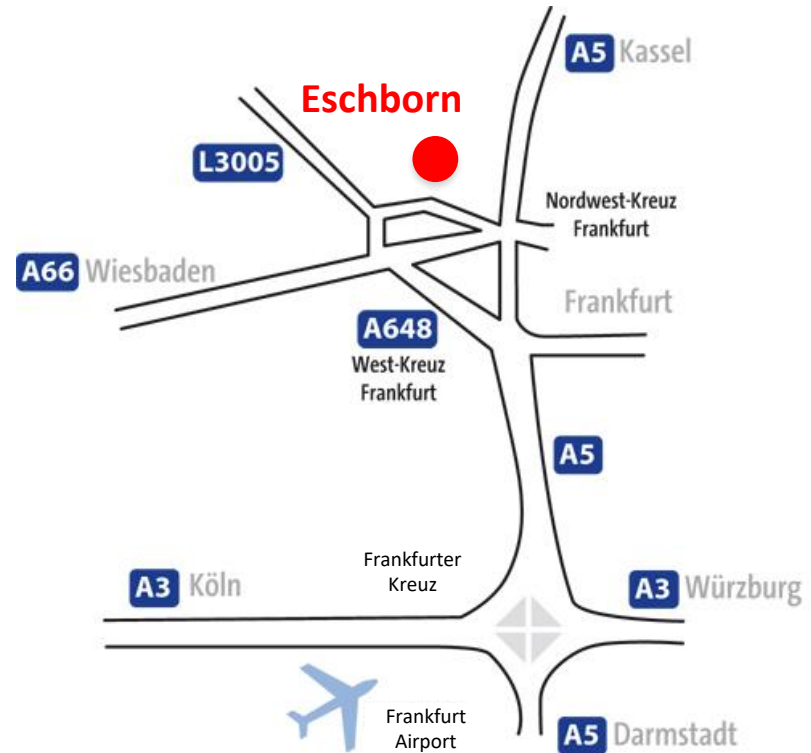 A5 Kassel
Eschborn
L3005
Nordwest-Kreuz
Frankfurt
A66 Wiesbaden
Frankfurt
A648
West-Kreuz
Frankfurt
A5
Frankfurter
Kreuz
A3 Köln
A3 Würzburg
Frankfurt
Airport
A5 Darmstadt